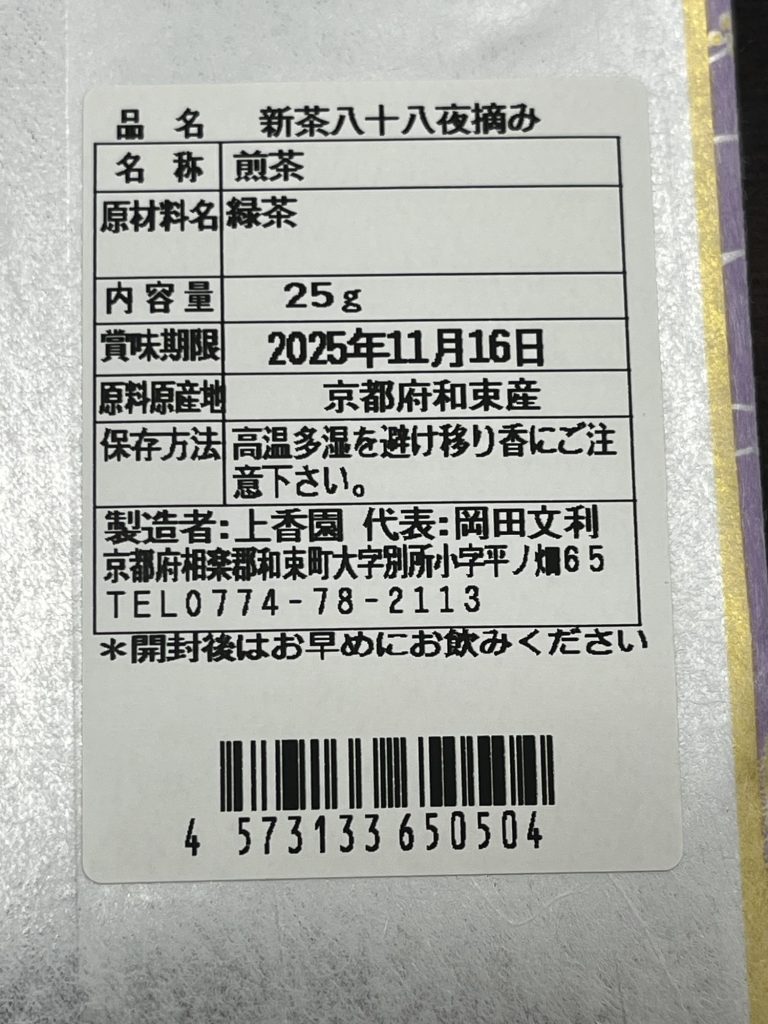 品 名 新茶八十八夜摘み
名 称 煎茶
原材料名 緑茶
内容量 25g
賞味期限 2025年11月16日
原料原産地 京都府和束産
保存方法 高温多湿を避け移り香にご注
意下さい。
製造者:上香園 代表:岡田文利
京都府相楽郡和束町大字別所小字平ノ畑65
TEL0774-78-2113
*開封後はお早めにお飲みください
4 573133 650504